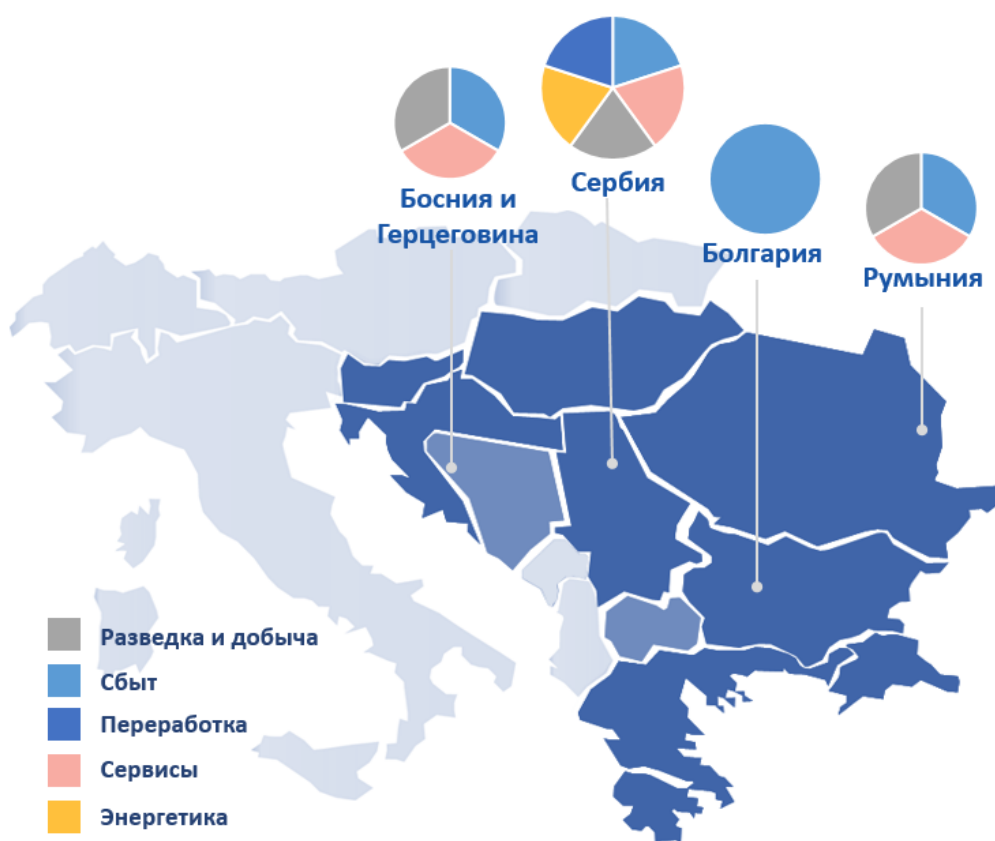 Босния и
Герцеговина
Сербия
Болгария
Румыния
Разведка и добыча
Сбыт
Переработка
Сервисы
Энергетика